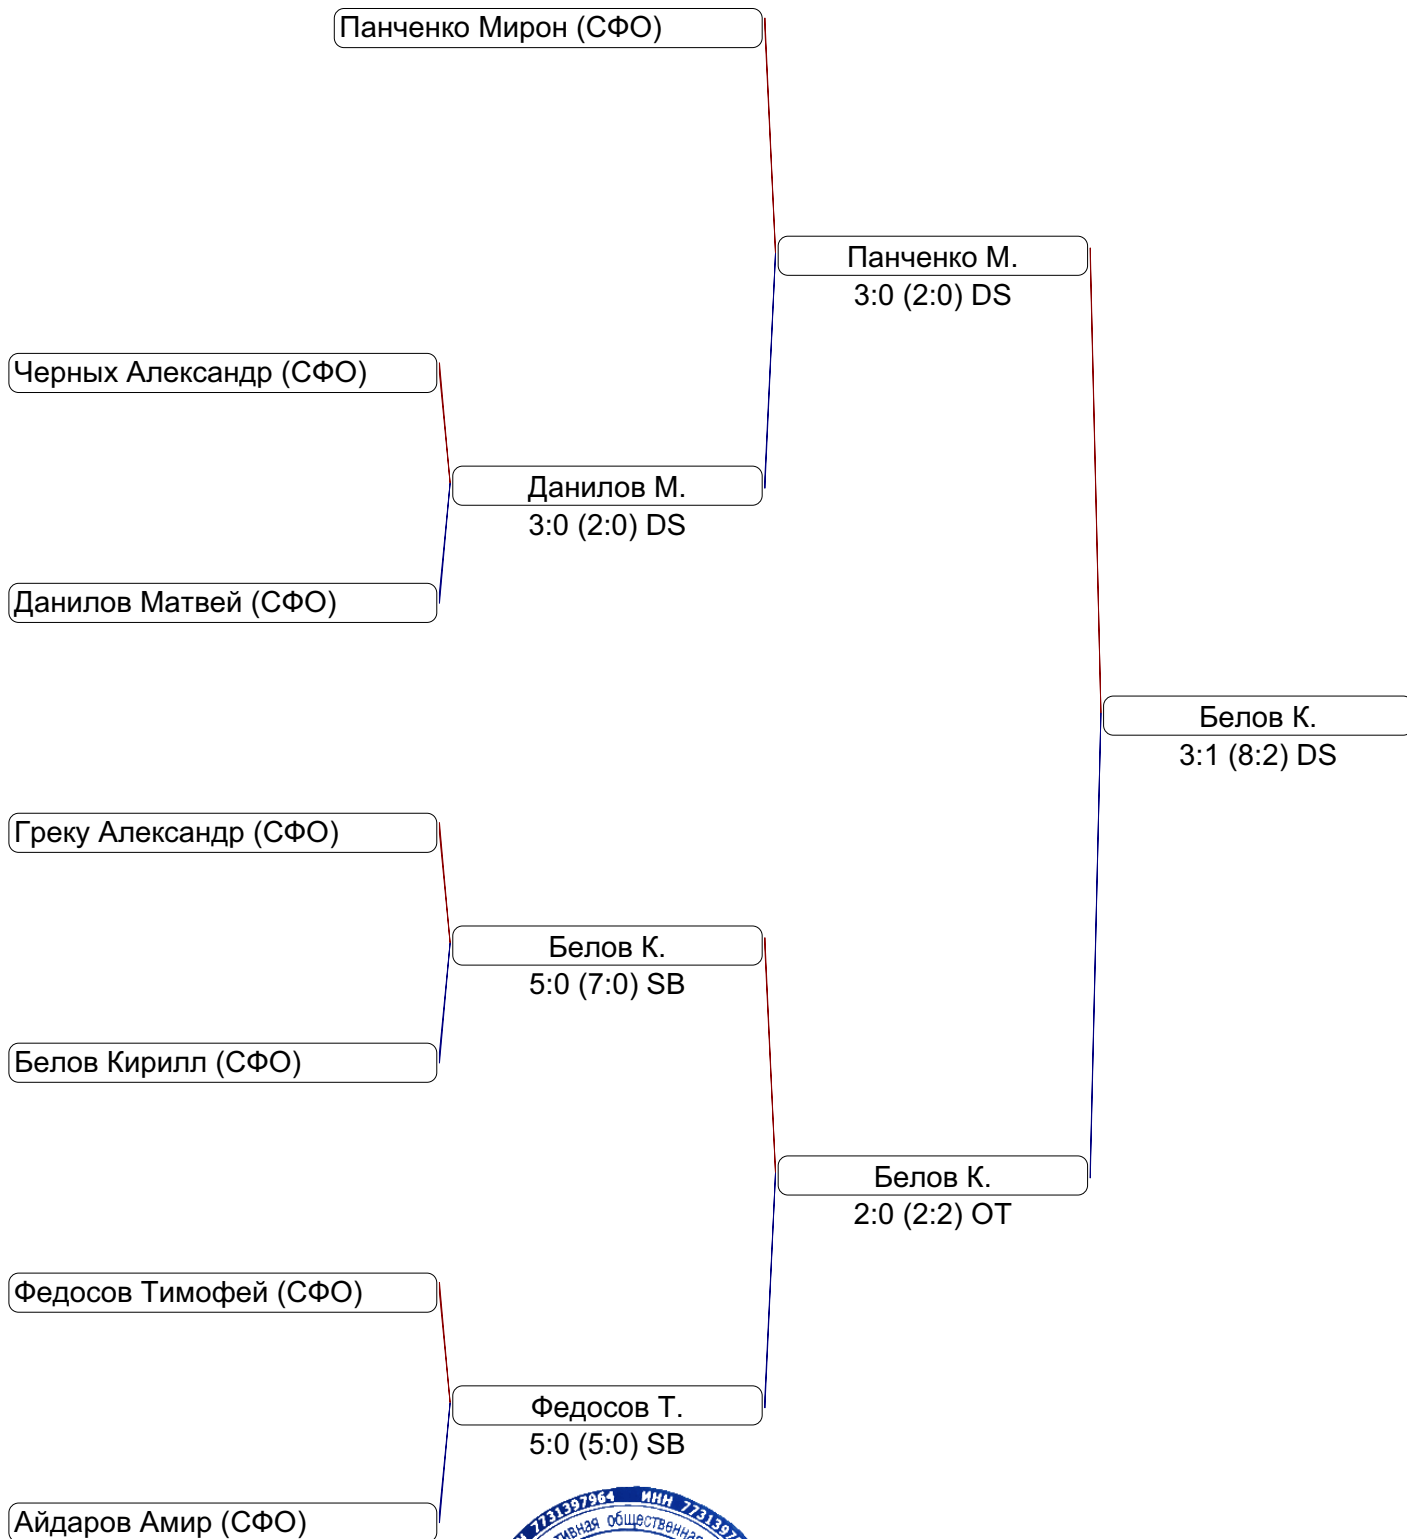 Панченко Мирон (СФО)
Панченко М.
3:0 (2:0) DS
Черных Александр (СФО)
Данилов М.
3:0 (2:0) DS
Данилов Матвей (СФО)
Белов К.
3:1 (8:2) DS
Греку Александр (СФО)
Белов К.
5:0 (7:0) SB
Белов Кирилл (СФО)
Белов К.
2:0 (2:2) OT
Федосов Тимофей (СФО)
Федосов Т.
5:0 (5:0) SB
Айдаров Амир (СФО)
7731397964 ИНН
общественная